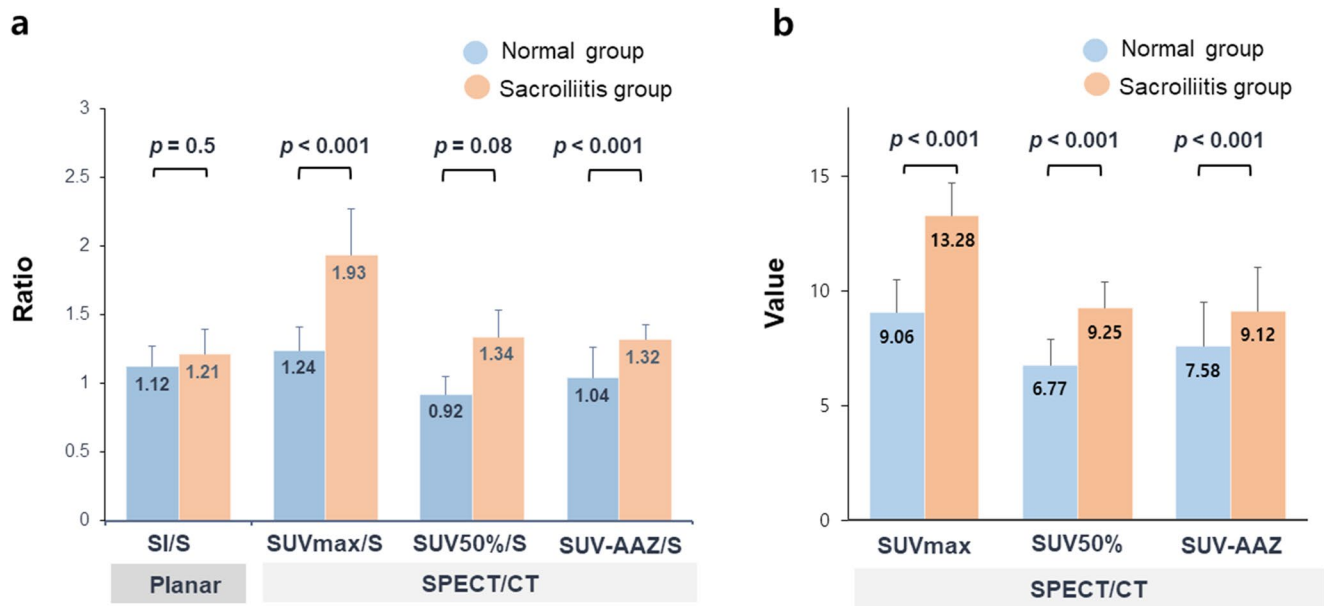 a
Normal group
Sacroiliitis group
3
2.5
2
1.5
1
0.5
0
Ratio
p = 0.5
p < 0.001
p = 0.08
p < 0.001
1.12
1.21
1.24
1.93
0.92
1.34
1.04
1.32
SI/S
SUVmax/S
SUV50%/S
SUV-AAZ/S
Planar
SPECT/CT
b
Normal group
Sacroiliitis group
15
10
5
0
Value
p < 0.001
p < 0.001
p < 0.001
9.06
13.28
6.77
9.25
7.58
9.12
SUVmax
SUV50%
SUV-AAZ
SPECT/CT